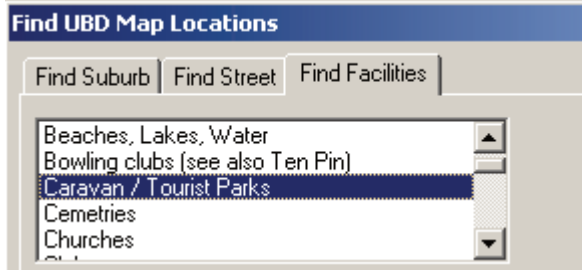 Find UBD Map Locations
Find Suburb Find Street Find Facilities
Beaches, Lakes, Water
Bowling clubs (see also Ten Pin)
Caravan / Tourist Parks
Cemetries
Churches